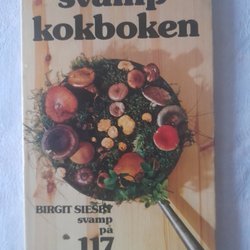 svamp
kokboken
BIRGIT SIESBY
svamp
på
117